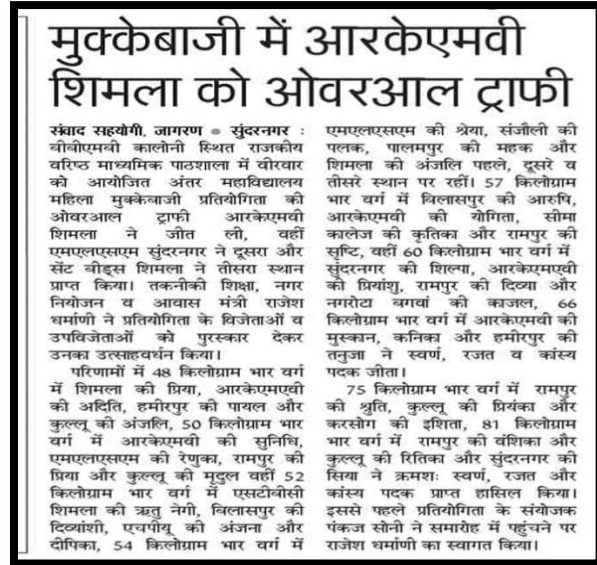 मुक्केबाजी में आरकेएमवी
शिमला को ओवरआल ट्राफी
संवाद सहयोगी, जागरण ● सुंदरनगर :
बीबीएमबी कालोनी स्थित राजकीय
वरिष्ठ माध्यमिक पाठशाला में वीरवार
को आयोजित अंतर महाविद्यालय
महिला मुक्केबाजी प्रतियोगिता की
ओवरआल ट्राफी आरकेएमवी
शिमला ने जीत ली, वहीं
एमएलएसएम सुंदरनगर ने दूसरा और
सेंट बीड्स शिमला ने तीसरा स्थान
प्राप्त किया। तकनीकी शिक्षा, नगर
नियोजन व आवास मंत्री राजेश
धर्माणी ने प्रतियोगिता के विजेताओं व
उपविजेताओं को पुरस्कार देकर
उनका उत्साहवर्धन किया।
परिणामों में 48 किलोग्राम भार वर्ग
में शिमला की प्रिया, आरकेएमएवी
की अदिति, हमीरपुर की पायल और
कुल्लू की अंजलि, 50 किलोग्राम भार
वर्ग में आरकेएमवी की सुनिधि,
एमएलएसएम की रेणुका, रामपुर की
प्रिया और कुल्लू की मृदुल वहीं 52
किलोग्राम भार वर्ग में एसटीबीसी
शिमला की ऋतु नेगी, बिलासपुर की
दिव्यांशी, एचपीयू की अंजना और
दीपिका, 54 किलोग्राम भार वर्ग में
एमएलएसएम की श्रेया, संजौली की
पलक, पालमपुर की महक और
शिमला की अंजलि पहले, दूसरे व
तीसरे स्थान पर रहीं। 57 किलोग्राम
भार वर्ग में बिलासपुर की आरुषि,
आरकेएमवी की योगिता, सीमा
कालेज की कृतिका और रामपुर की
सृष्टि, वहीं 60 किलोग्राम भार वर्ग में
सुंदरनगर की शिल्पा, आरकेएमएवी
की प्रियांशु, रामपुर की दिव्या और
नगरोटा बगवां की काजल, 66
किलोग्राम भार वर्ग में आरकेएमवी की
मुस्कान, कनिका और हमीरपुर की
तनुजा ने स्वर्ण, रजत व कांस्य
पदक जीता।
75 किलोग्राम भार वर्ग में रामपुर
की श्रुति, कुल्लू की प्रियंका और
करसोग की इशिता, 81 किलोग्राम
भार वर्ग में रामपुर की वंशिका और
कुल्लू की रितिका और सुंदरनगर की
सिया ने क्रमशः स्वर्ण, रजत और
कांस्य पदक प्राप्त हासिल किया।
इससे पहले प्रतियोगिता के संयोजक
पंकज सोनी ने समारोह में पहुंचने पर
राजेश धर्माणी का स्वागत किया।